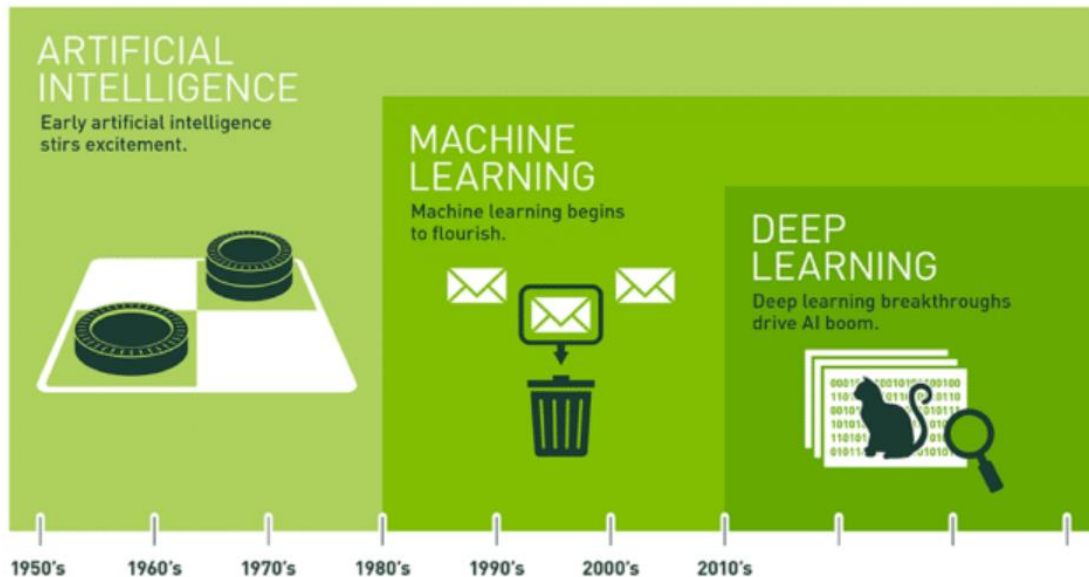 ARTIFICIAL
INTELLIGENCE
Early artificial intelligence
stirs excitement.
MACHINE
LEARNING
Machine learning begins
to flourish.
DEEP
LEARNING
Deep learning breakthroughs
drive AI boom.
1950's 1960's 1970's 1980's 1990's 2000's 2010's